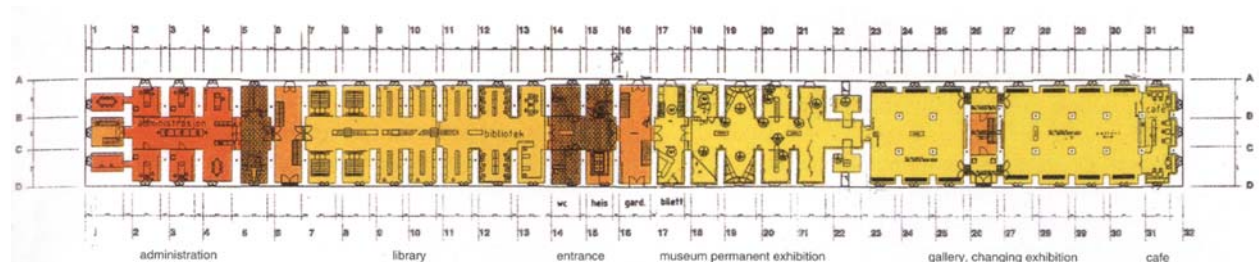 1 2 3 4 5 6 7 8 9 10 11 12 13 14 15 16 17 18 19 20 21 22 23 24 25 26 27 28 29 30 31 32
A A
B B
administrasjon bibliotek café
C C
D D
wc heis gard. billett
1 2 3 4 5 6 7 8 9 10 11 12 13 14 15 16 17 18 19 20 21 22 23 24 25 26 27 28 29 30 31 32
administration library entrance museum permanent exhibition gallery, changing exhibition cafe